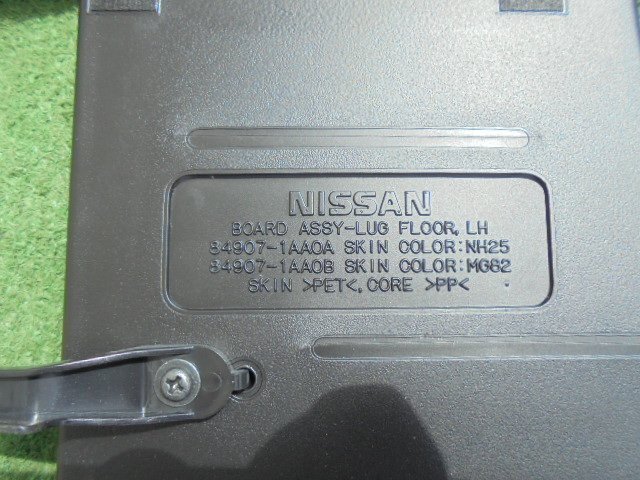 NISSAN
BOARD ASSY-LUG FLOOR, LH
84907-1AA0A SKIN COLOR:NH25
84907-1AA0B SKIN COLOR:MG62
SKIN >PET<, CORE >PP<